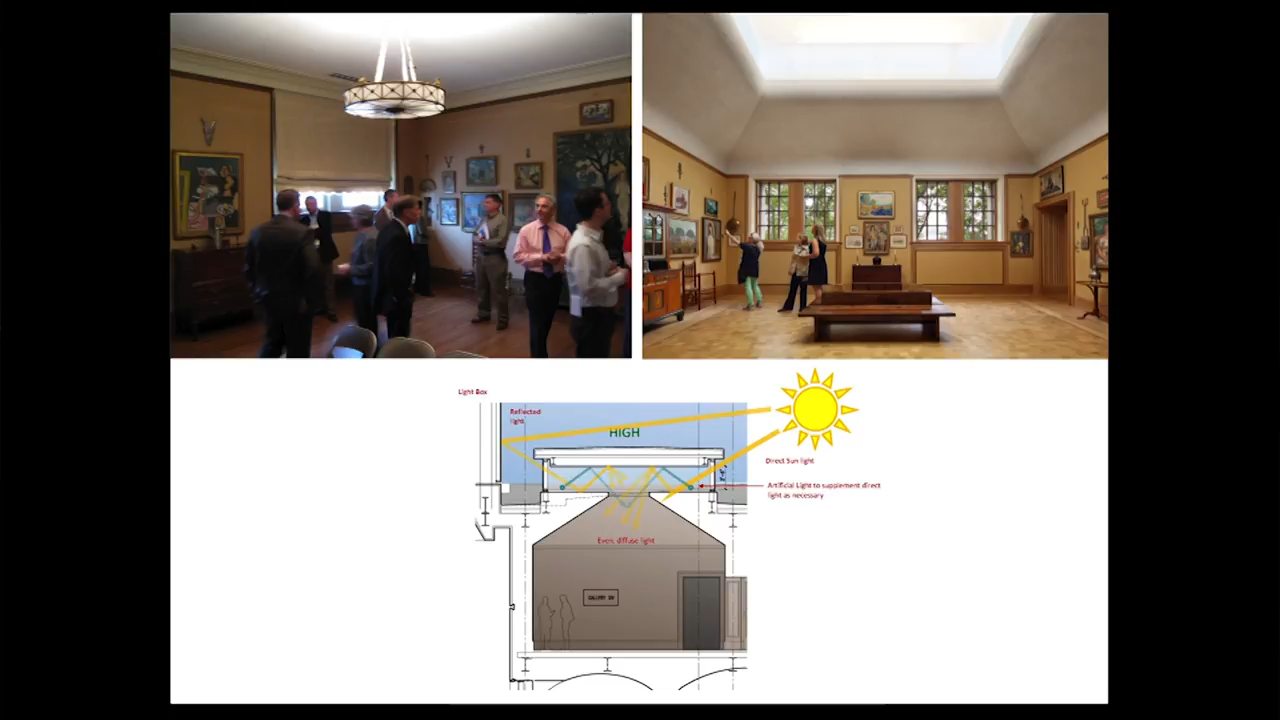 Light Box
Reflected
light
HIGH
Direct Sun light
Artificial Light to supplement direct
light as necessary
Even, diffuse light